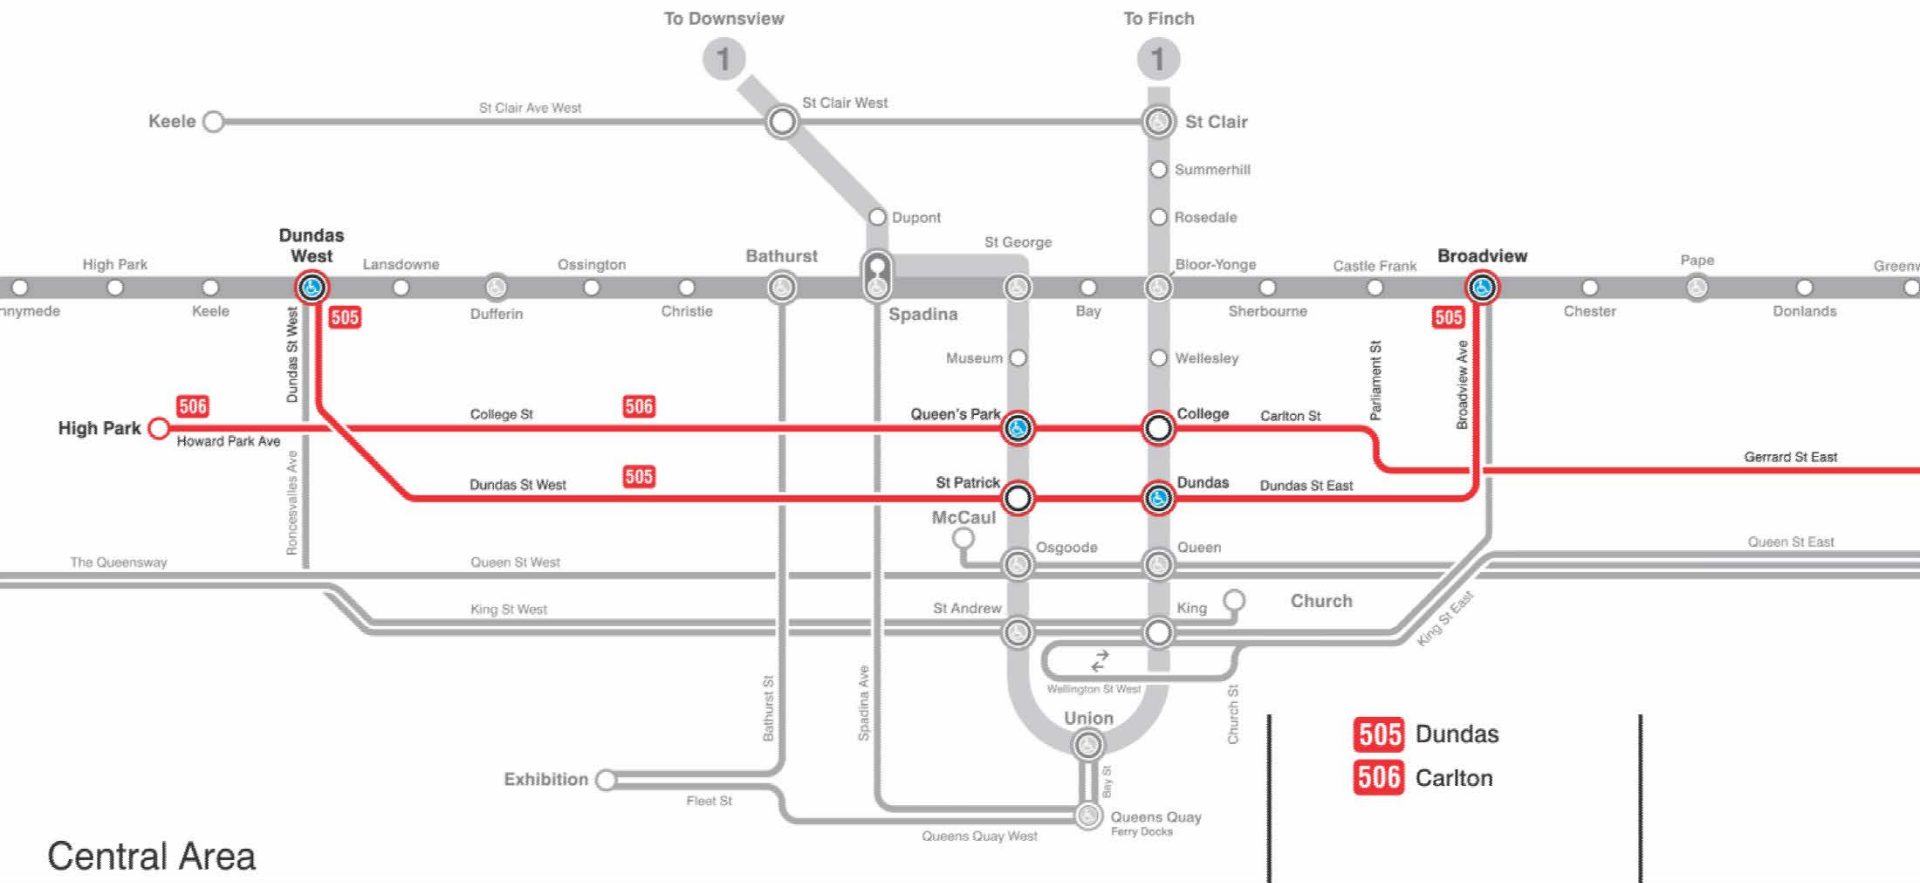 To Downsview
To Finch
1
1
Keele
St Clair Ave West
St Clair West
St Clair
Summerhill
Dupont
Rosedale
Dundas
West
High Park
Lansdowne
Ossington
Bathurst
St George
Bloor-Yonge
Castle Frank
Broadview
Pape
nnymede
Keele
505
Dufferin
Christie
Spadina
Bay
Sherbourne
505
Chester
Donlands
Dundas St West
Museum
Wellesley
Parliament St
Broadview Ave
506
High Park
Howard Park Ave
College St
506
Queen's Park
College
Carlton St
Gerrard St East
Roncesvalles Ave
Dundas St West
505
St Patrick
Dundas
Dundas St East
McCaul
Osgoode
Queen
The Queensway
Queen St West
Queen St East
King St West
St Andrew
King
Church
King St East
Wellington St West
Church St
Bathurst St
Spadina Ave
Union
Bay St
Exhibition
Fleet St
Queens Quay
Ferry Docks
Queens Quay West
505 Dundas
506 Carlton
Central Area